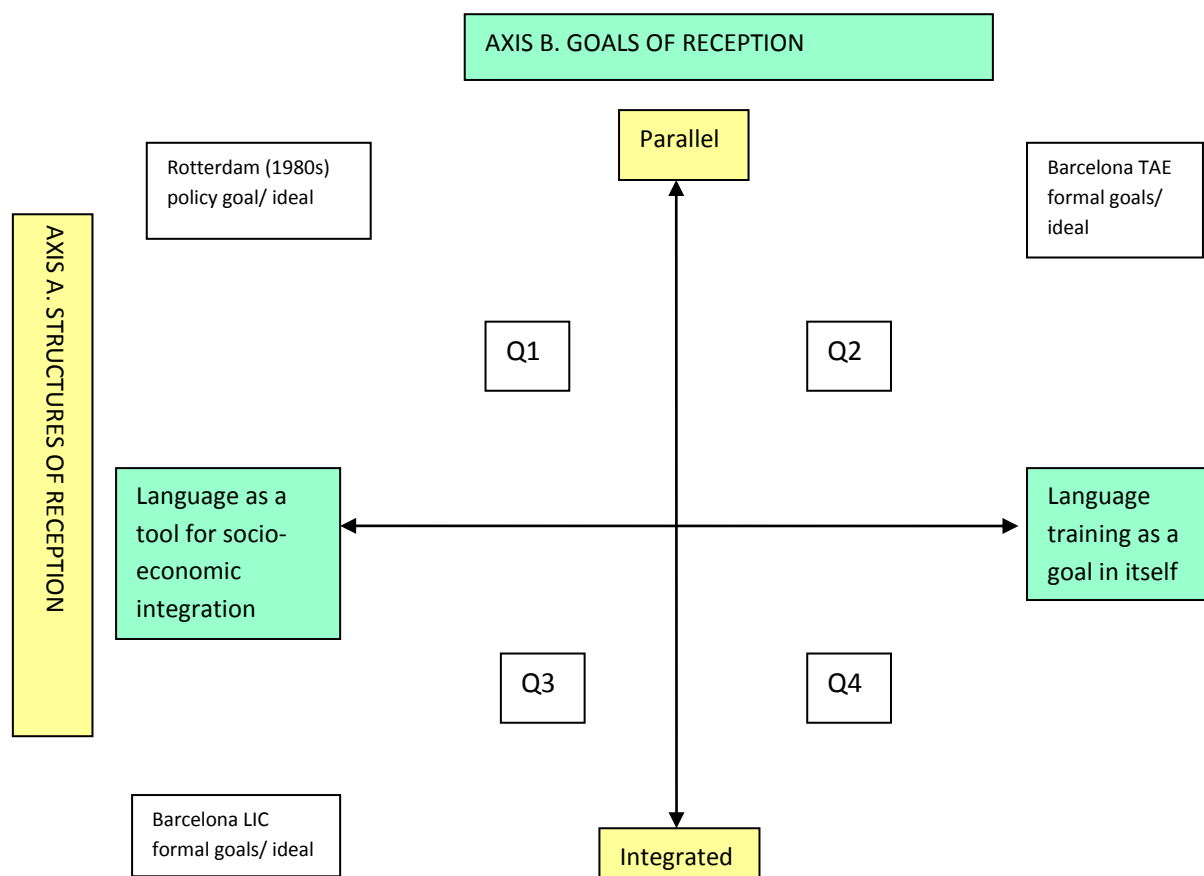 AXIS B. GOALS OF RECEPTION
Parallel
Rotterdam (1980s)
policy goal/ ideal
Barcelona TAE
formal goals/
ideal
AXIS A. STRUCTURES OF RECEPTION
Q1
Q2
Language as a
tool for socio-
economic
integration
Language
training as a
goal in itself
Q3
Q4
Barcelona LIC
formal goals/ ideal
Integrated